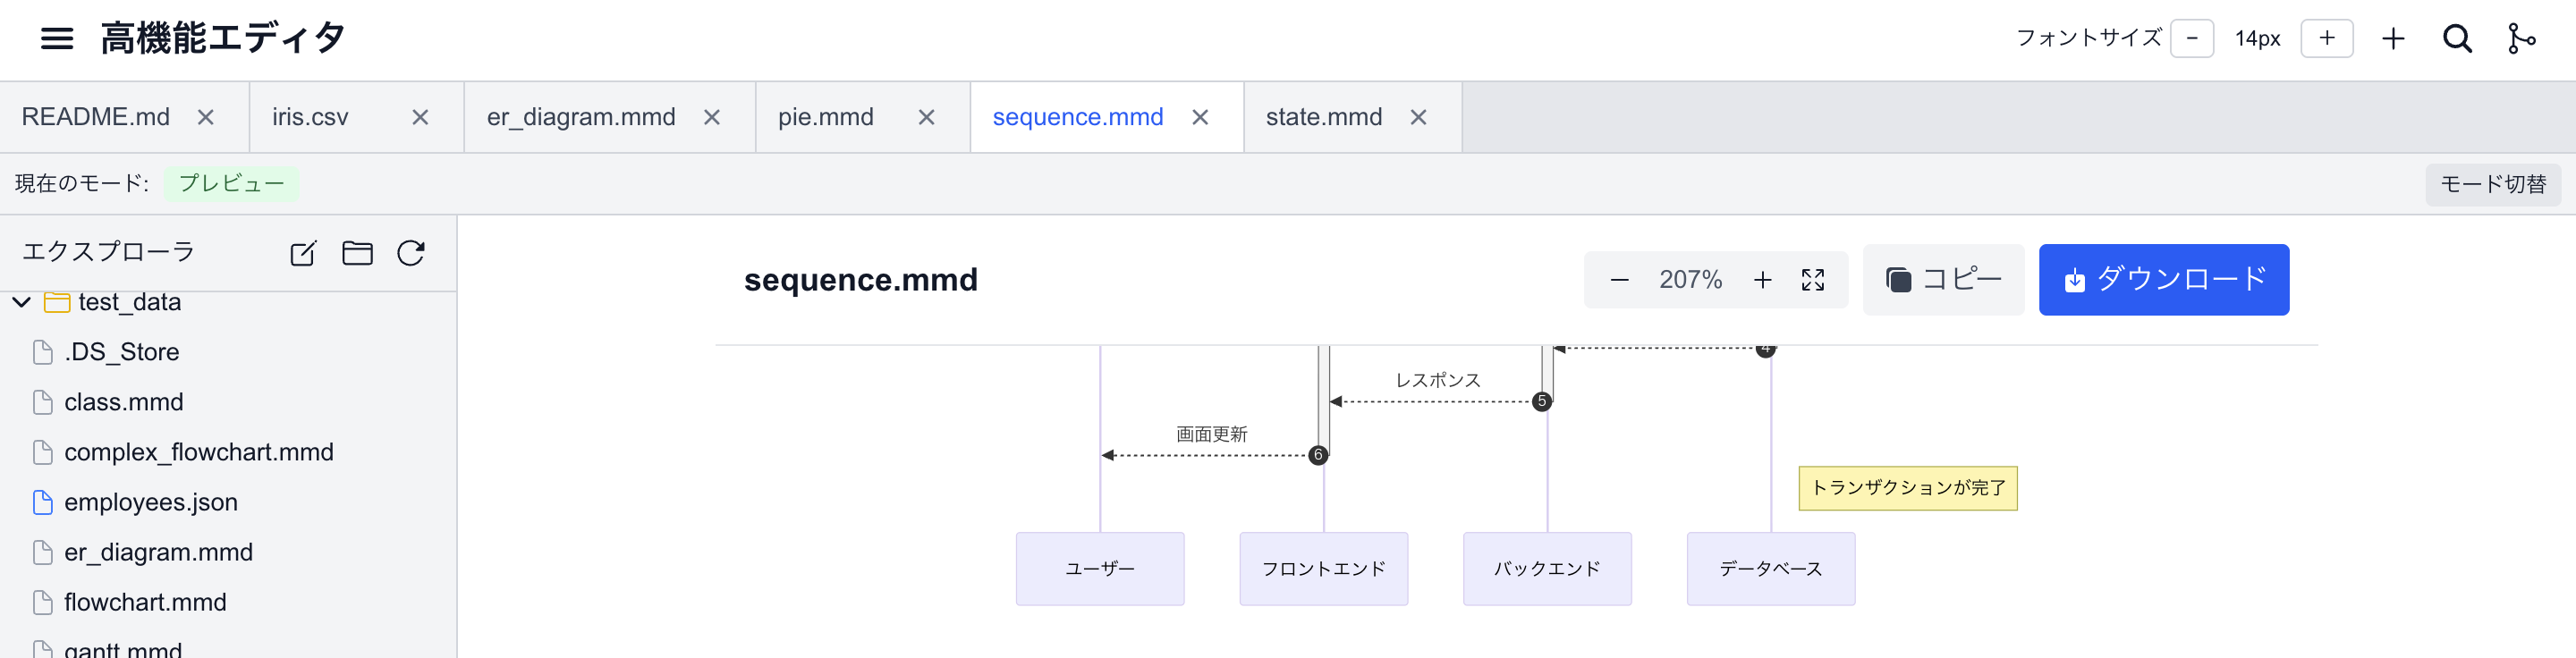 高機能エディタ
フォントサイズ - 14px +
README.md
iris.csv
er_diagram.mmd
pie.mmd
sequence.mmd
state.mmd
現在のモード: プレビュー
モード切替
エクスプローラ
test_data
.DS_Store
class.mmd
complex_flowchart.mmd
employees.json
er_diagram.mmd
flowchart.mmd
gantt.mmd
sequence.mmd
207%
コピー
ダウンロード
4
レスポンス
5
画面更新
6
トランザクションが完了
ユーザー
フロントエンド
バックエンド
データベース